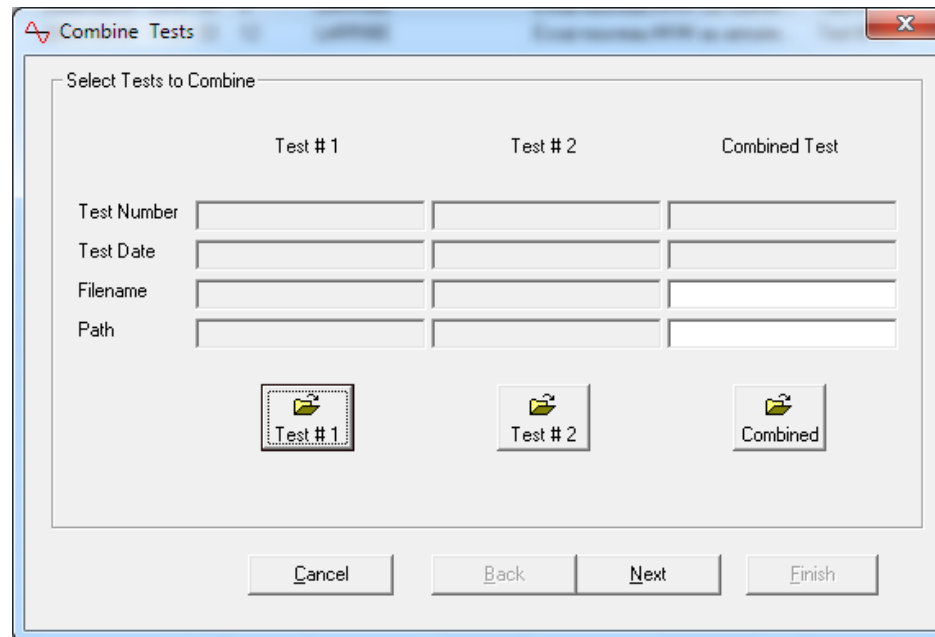 Combine Tests
Select Tests to Combine
Test # 1 Test # 2 Combined Test
Test Number
Test Date
Filename
Path
Test # 1 Test # 2 Combined
Cancel Back Next Finish